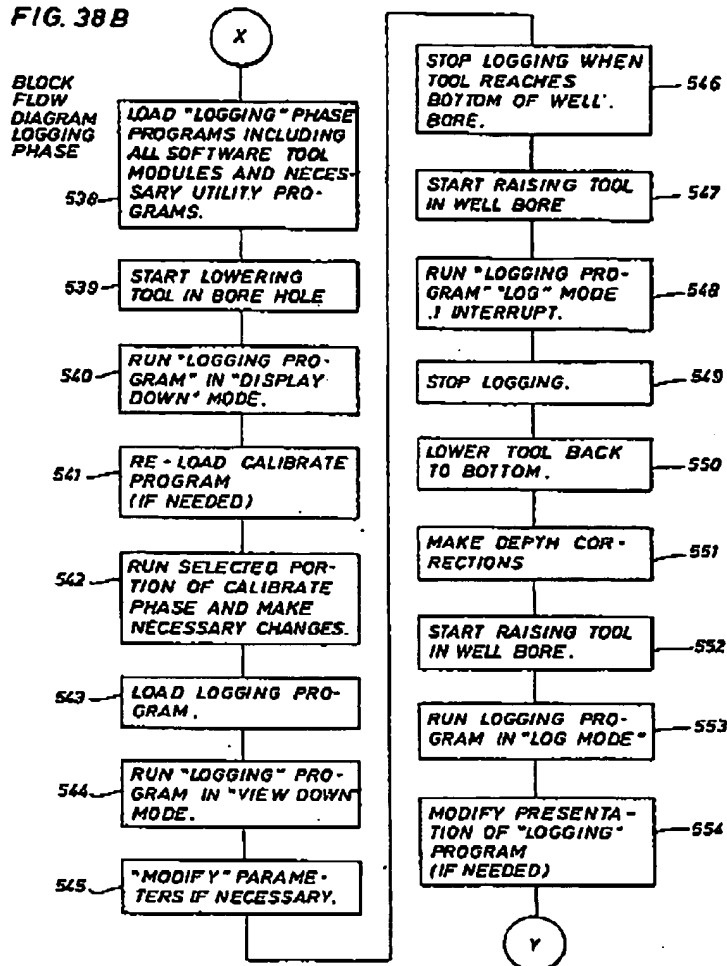 FIG. 38B
X
BLOCK
FLOW
DIAGRAM
LOGGING
PHASE
LOAD "LOGGING" PHASE
PROGRAMS INCLUDING
ALL SOFTWARE TOOL
MODULES AND NECES-
SARY UTILITY PRO-
GRAMS.
538
START LOWERING
TOOL IN BORE HOLE
539
RUN "LOGGING PRO-
GRAM" IN "DISPLAY
DOWN" MODE.
540
RE-LOAD CALIBRATE
PROGRAM
(IF NEEDED)
541
RUN SELECTED POR-
TION OF CALIBRATE
PHASE AND MAKE
NECESSARY CHANGES.
542
LOAD LOGGING PRO-
GRAM.
543
RUN "LOGGING" PRO-
GRAM IN "VIEW DOWN"
MODE.
544
"MODIFY" PARAME-
TERS IF NECESSARY.
545
STOP LOGGING WHEN
TOOL REACHES
BOTTOM OF WELL
BORE.
546
START RAISING TOOL
IN WELL BORE
547
RUN "LOGGING PRO-
GRAM" "LOG" MODE
INTERRUPT.
548
STOP LOGGING.
549
LOWER TOOL BACK
TO BOTTOM.
550
MAKE DEPTH COR-
RECTIONS
551
START RAISING TOOL
IN WELL BORE.
552
RUN LOGGING PRO-
GRAM IN "LOG MODE"
553
MODIFY PRESENTA-
TION OF "LOGGING"
PROGRAM
(IF NEEDED)
554
Y